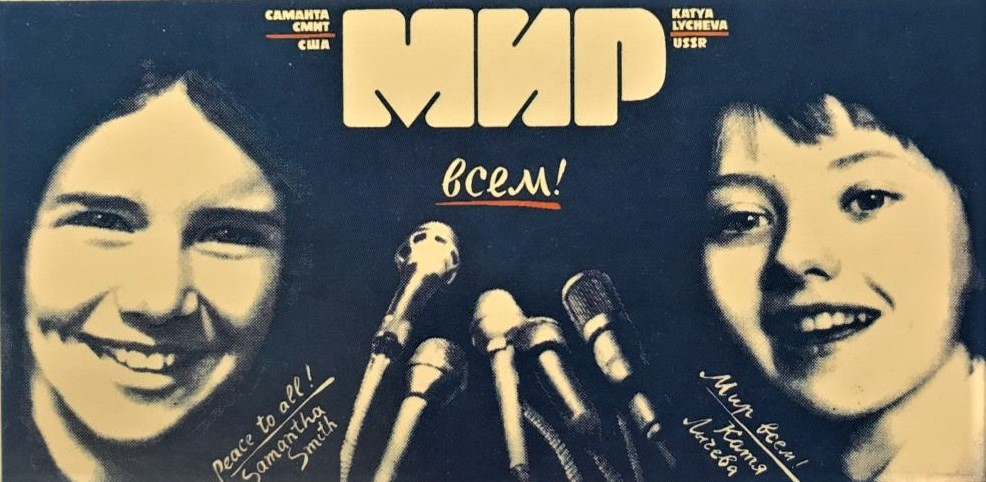 САМАНТА
СМИТ
США
МИР
KATYA
LYCHEVA
USSR
всем!
Peace to all!
Samantha
Smith
Мир всем!
Катя
Лычева